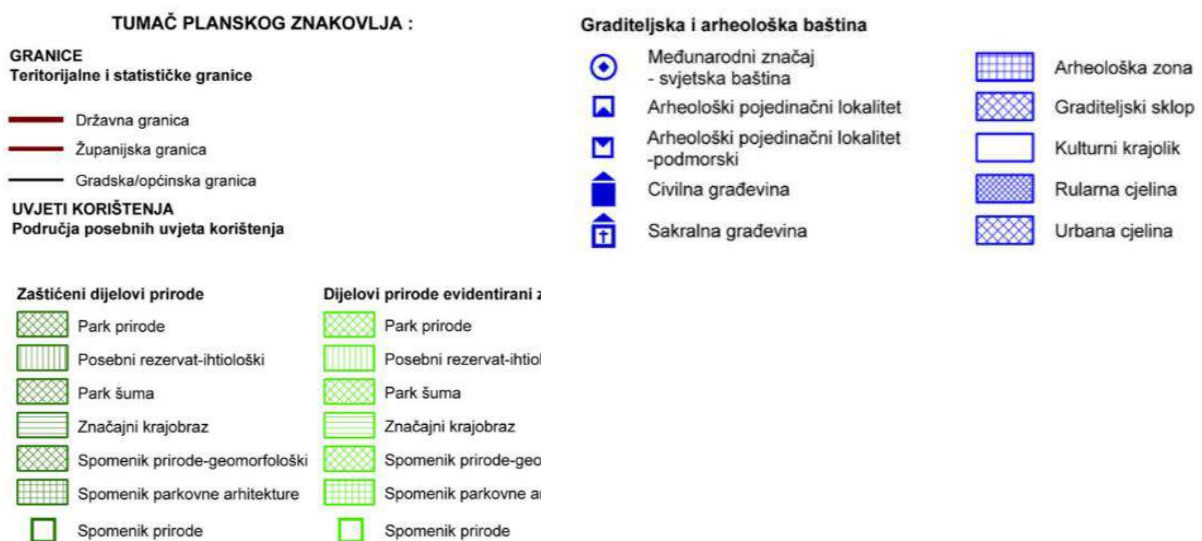 TUMAČ PLANSKOG ZNAKOVLJA :
GRANICE
Teritorijalne i statističke granice
Državna granica
Županijska granica
Gradska/općinska granica
UVJETI KORIŠTENJA
Područja posebnih uvjeta korištenja
Zaštićeni dijelovi prirode
Park prirode
Posebni rezervat-ihtiološki
Park šuma
Značajni krajobraz
Spomenik prirode-geomorfološki
Spomenik parkovne arhitekture
Spomenik prirode
Dijelovi prirode evidentirani
Park prirode
Posebni rezervat-ihtiol
Park šuma
Značajni krajobraz
Spomenik prirode-geo
Spomenik parkovne
Spomenik prirode
Graditeljska i arheološka baština
Međunarodni značaj
- svjetska baština
Arheološki pojedinačni lokalitet
Arheološki pojedinačni lokalitet
-podmorski
Civilna građevina
Sakralna građevina
Arheološka zona
Graditeljski sklop
Kulturni krajolik
Rularna cjelina
Urbana cjelina